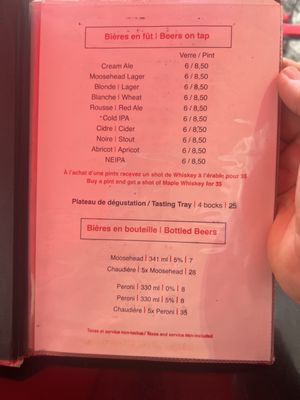 Bières en fût | Beers on tap
Verre / Pint
Cream Ale 6 / 8,50
Moosehead Lager 6 / 8,50
Blonde | Lager 6 / 8,50
Blanche | Wheat 6 / 8,50
Rousse | Red Ale 6 / 8,50
*Cold IPA 6 / 8,50
Cidre | Cider 6 / 8,50
Noire | Stout 6 / 8,50
Abricot | Apricot 6 / 8,50
NEIPA 6 / 8,50
À l'achat d'une pinte recevez un shot de Whiskey à l'érable pour 3$
Buy a pint and get a shot of Maple Whiskey for 3$
Plateau de dégustation / Tasting Tray | 4 bocks | 25
Bières en bouteille | Bottled Beers
Moosehead | 341 ml | 5% | 7
Chaudière | 5x Moosehead | 28
Peroni | 330 ml | 0% | 8
Peroni | 330 ml | 5% | 8
Chaudière | 5x Peroni | 35
Taxes et service non-inclus / Taxes and service non-included